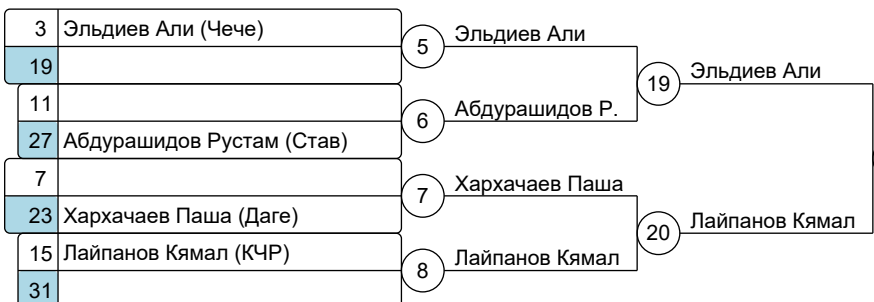 3 Эльдиев Али (Чече)
19
5 Эльдиев Али
11
27 Абдурашидов Рустам (Став)
6 Абдурашидов Р.
19 Эльдиев Али
7
23 Хархачаев Паша (Даге)
7 Хархачаев Паша
15 Лайпанов Кямал (КЧР)
31
8 Лайпанов Кямал
20 Лайпанов Кямал